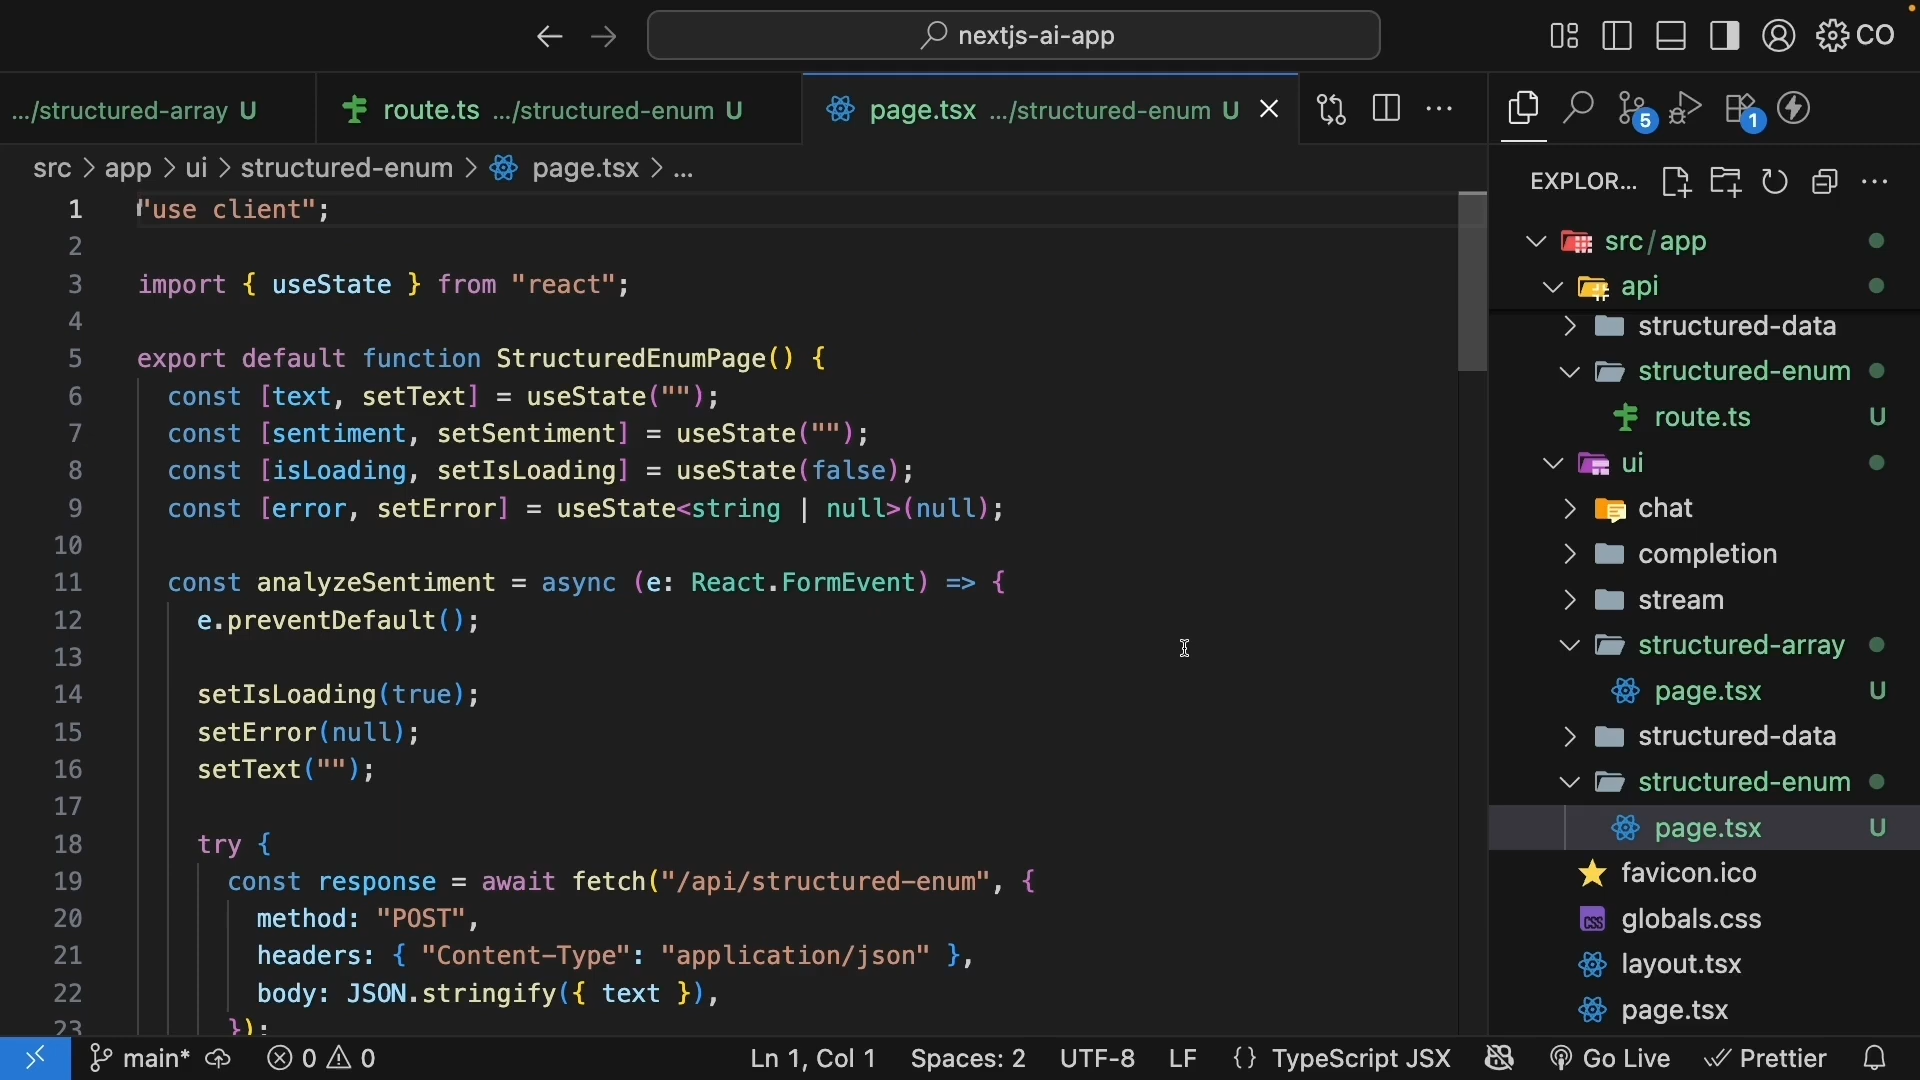 nextjs-ai-app
CO
.../structured-array U
route.ts .../structured-enum U
page.tsx .../structured-enum U
5
1
src > app > ui > structured-enum > page.tsx > ...
1 "use client";
2
3 import { useState } from "react";
4
5 export default function StructuredEnumPage() {
6 const [text, setText] = useState("");
7 const [sentiment, setSentiment] = useState("");
8 const [isLoading, setIsLoading] = useState(false);
9 const [error, setError] = useState<string | null>(null);
10
11 const analyzeSentiment = async (e: React.FormEvent) => {
12 e.preventDefault();
13
14 setIsLoading(true);
15 setError(null);
16 setText("");
17
18 try {
19 const response = await fetch("/api/structured-enum", {
20 method: "POST",
21 headers: { "Content-Type": "application/json" },
22 body: JSON.stringify({ text }),
23 });
EXPLOR...
src / app
api
structured-data
structured-enum
route.ts U
ui
chat
completion
stream
structured-array
page.tsx U
structured-data
structured-enum
page.tsx U
favicon.ico
globals.css
layout.tsx
page.tsx
main* 0 0 Ln 1, Col 1 Spaces: 2 UTF-8 LF {} TypeScript JSX Go Live Prettier